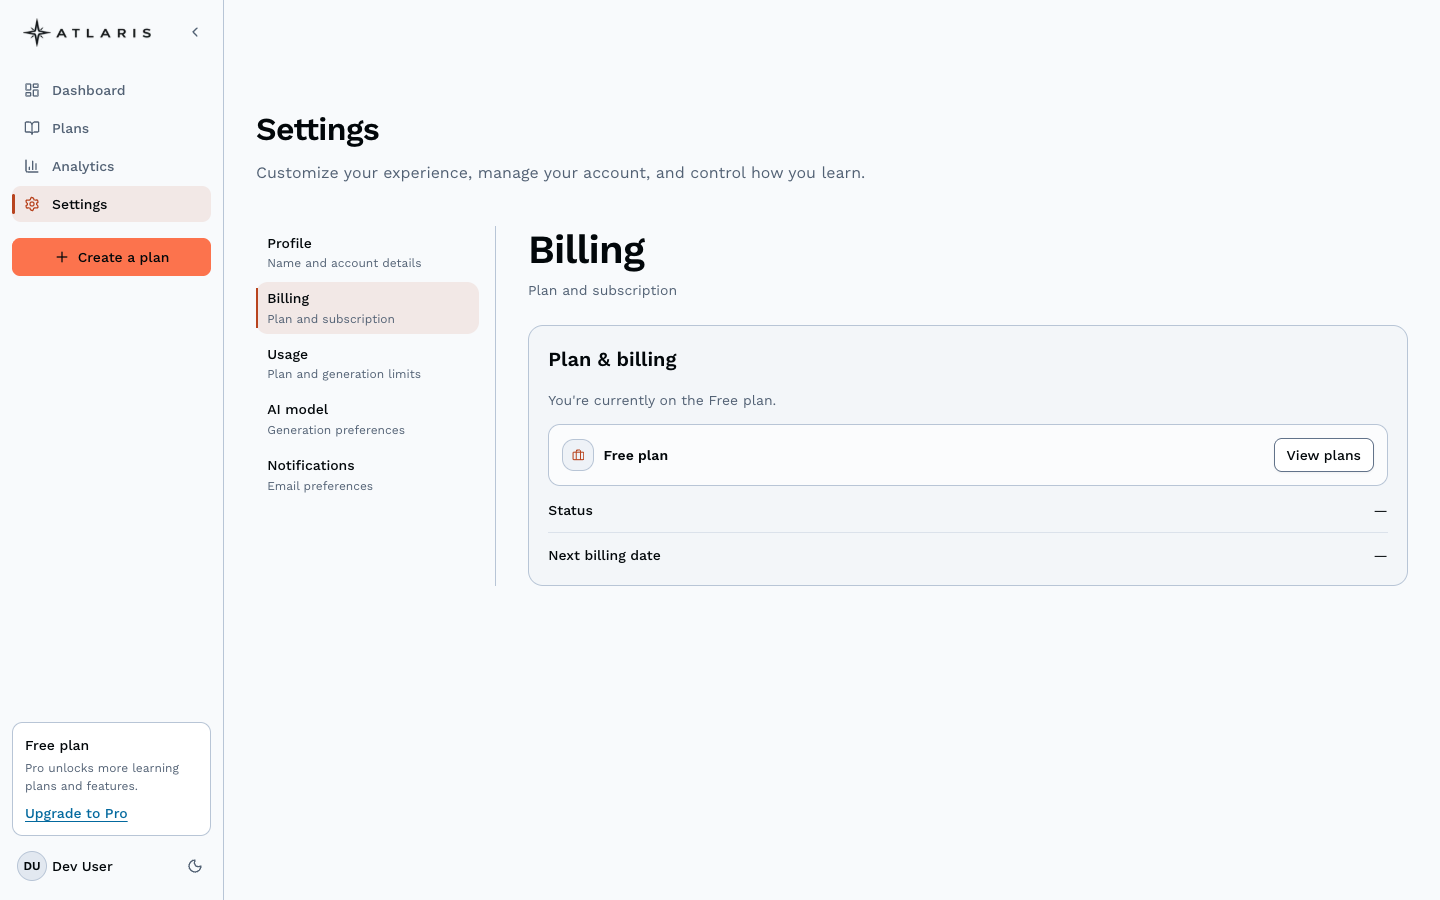 ATLARIS
Dashboard
Plans
Analytics
Settings
Create a plan
Free plan
Pro unlocks more learning
plans and features.
Upgrade to Pro
DU
Dev User
Settings
Customize your experience, manage your account, and control how you learn.
Profile
Name and account details
Billing
Plan and subscription
Usage
Plan and generation limits
AI model
Generation preferences
Notifications
Email preferences
Billing
Plan and subscription
Plan & billing
You're currently on the Free plan.
Free plan
View plans
Status —
Next billing date —